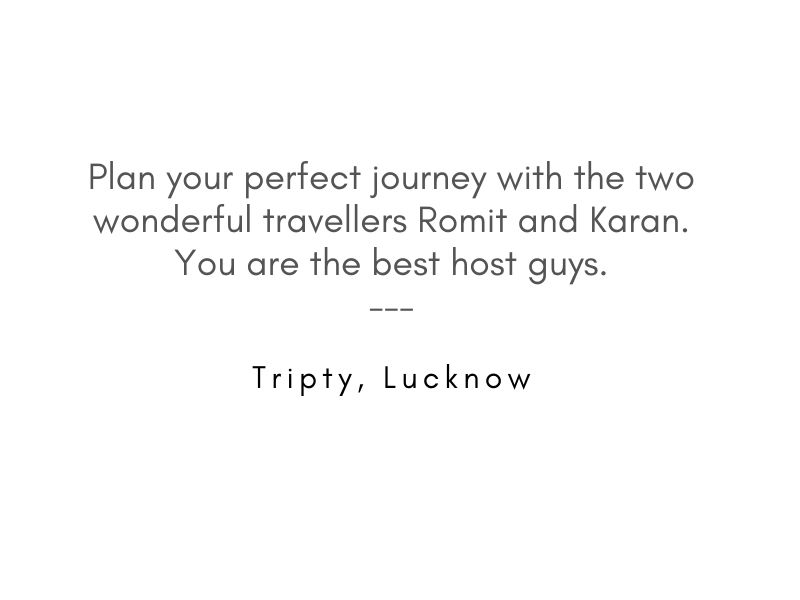 Plan your perfect journey with the two
wonderful travellers Romit and Karan.
You are the best host guys.
---
Tripty, Lucknow